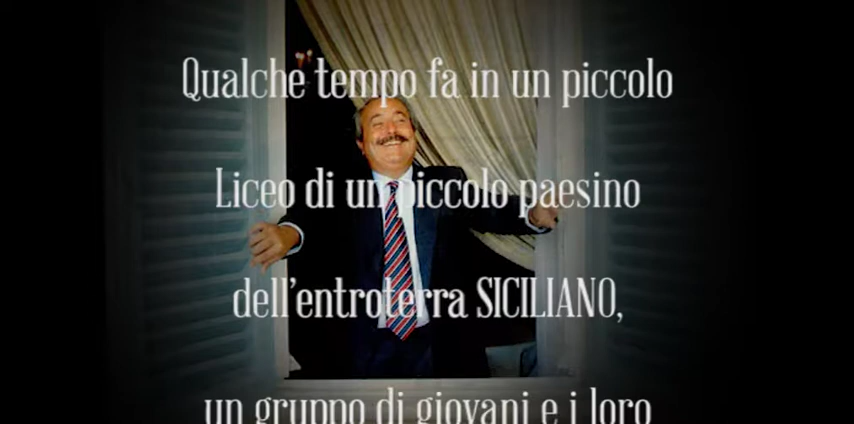 Qualche tempo fa in un piccolo
Liceo di un piccolo paesino
dell'entroterra SICILIANO,
un gruppo di giovani e i loro